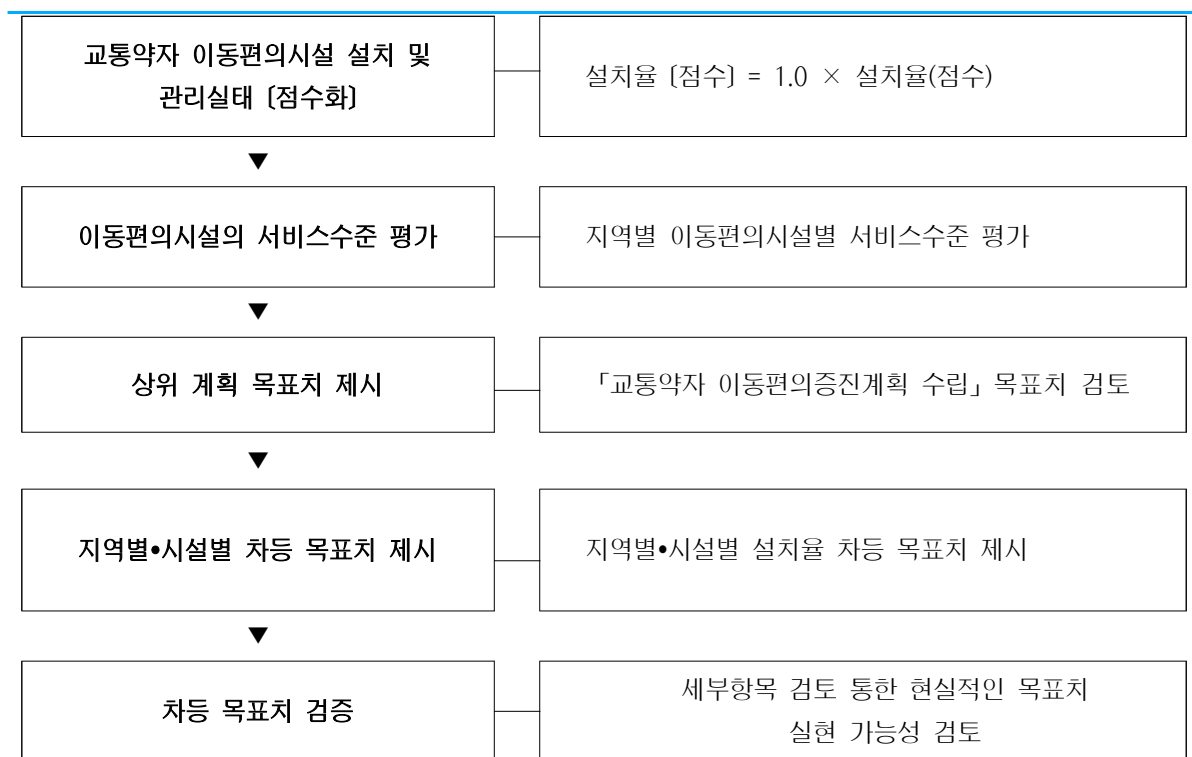 교통약자 이동편의시설 설치 및
관리실태 〔점수화〕
설치율 〔점수〕 = 1.0 × 설치율(점수)
▼
이동편의시설의 서비스수준 평가
지역별 이동편의시설별 서비스수준 평가
▼
상위 계획 목표치 제시
「교통약자 이동편의증진계획 수립」 목표치 검토
▼
지역별•시설별 차등 목표치 제시
지역별•시설별 설치율 차등 목표치 제시
▼
차등 목표치 검증
세부항목 검토 통한 현실적인 목표치
실현 가능성 검토